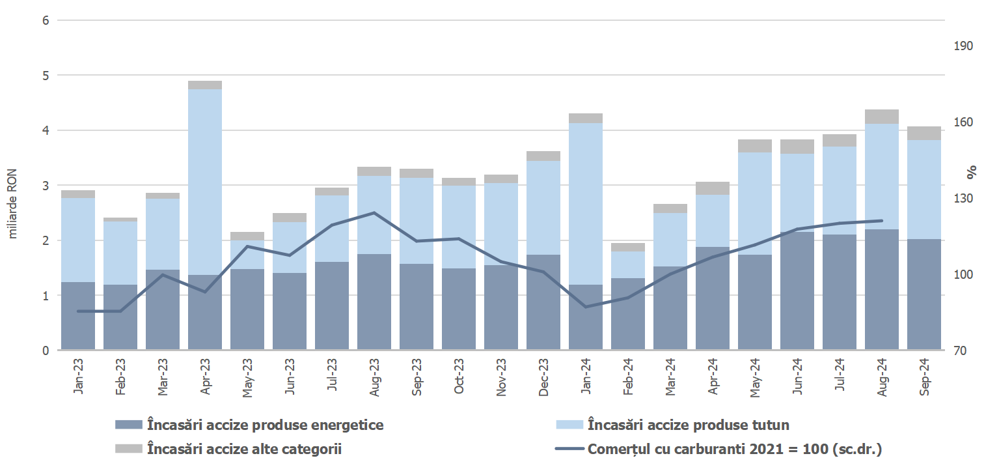 6
5
4
3
2
1
0
miliarde RON
190
160
130
100
70
%
Jan-23
Feb-23
Mar-23
Apr-23
May-23
Jun-23
Jul-23
Aug-23
Sep-23
Oct-23
Nov-23
Dec-23
Jan-24
Feb-24
Mar-24
Apr-24
May-24
Jun-24
Jul-24
Aug-24
Sep-24
Încasări accize produse energetice
Încasări accize produse tutun
Încasări accize alte categorii
Comerțul cu carburanti 2021 = 100 (sc.dr.)